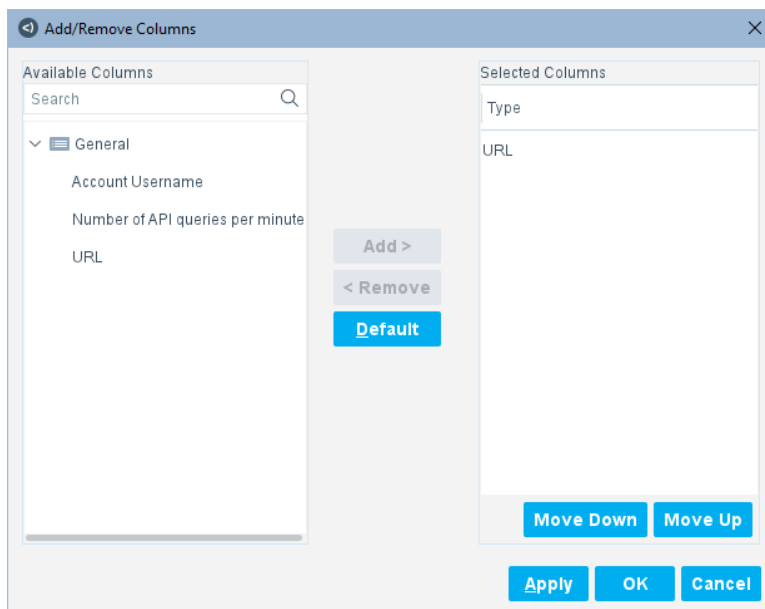 Add/Remove Columns
Available Columns
Search
General
Account Username
Number of API queries per minute
URL
Add >
< Remove
Default
Selected Columns
Type
URL
Move Down
Move Up
Apply
OK
Cancel